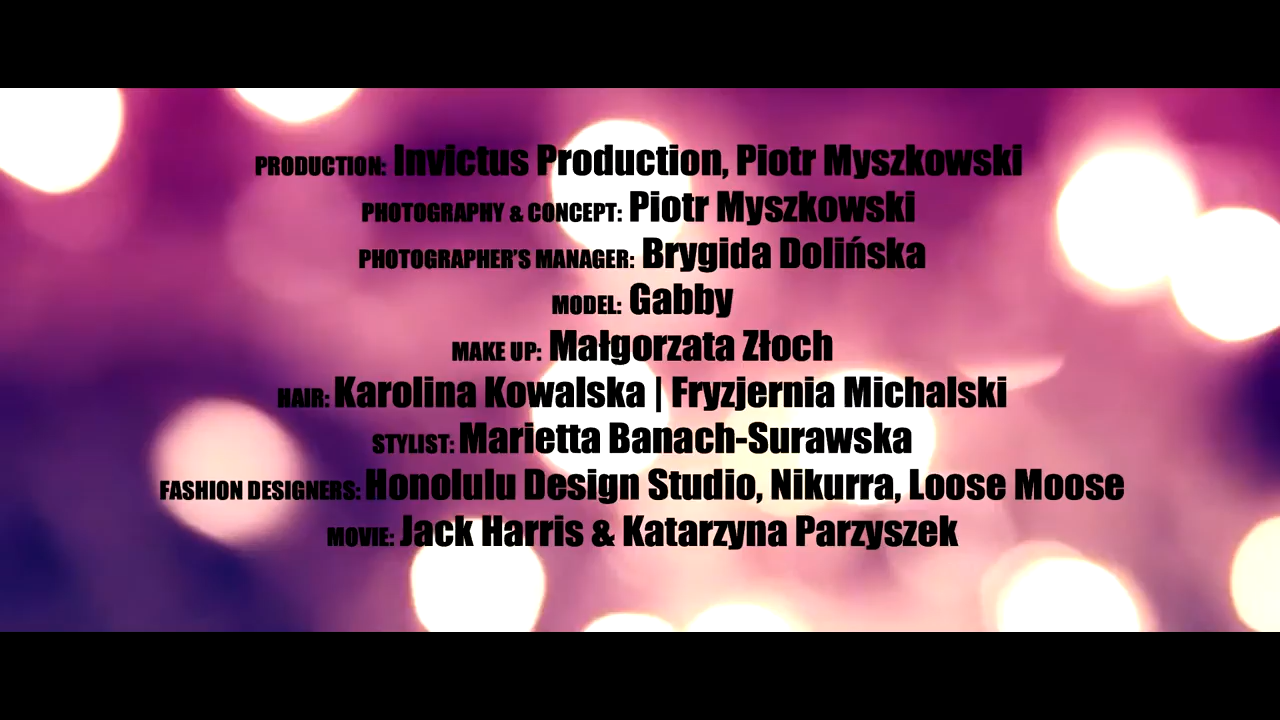 PRODUCTION: Invictus Production, Piotr Myszkowski
PHOTOGRAPHY & CONCEPT: Piotr Myszkowski
PHOTOGRAPHER'S MANAGER: Brygida Dolińska
MODEL: Gabby
MAKE UP: Małgorzata Złoch
HAIR: Karolina Kowalska | Fryzjernia Michalski
STYLIST: Marietta Banach-Surawska
FASHION DESIGNERS: Honolulu Design Studio, Nikurra, Loose Moose
MOVIE: Jack Harris & Katarzyna Parzyszek